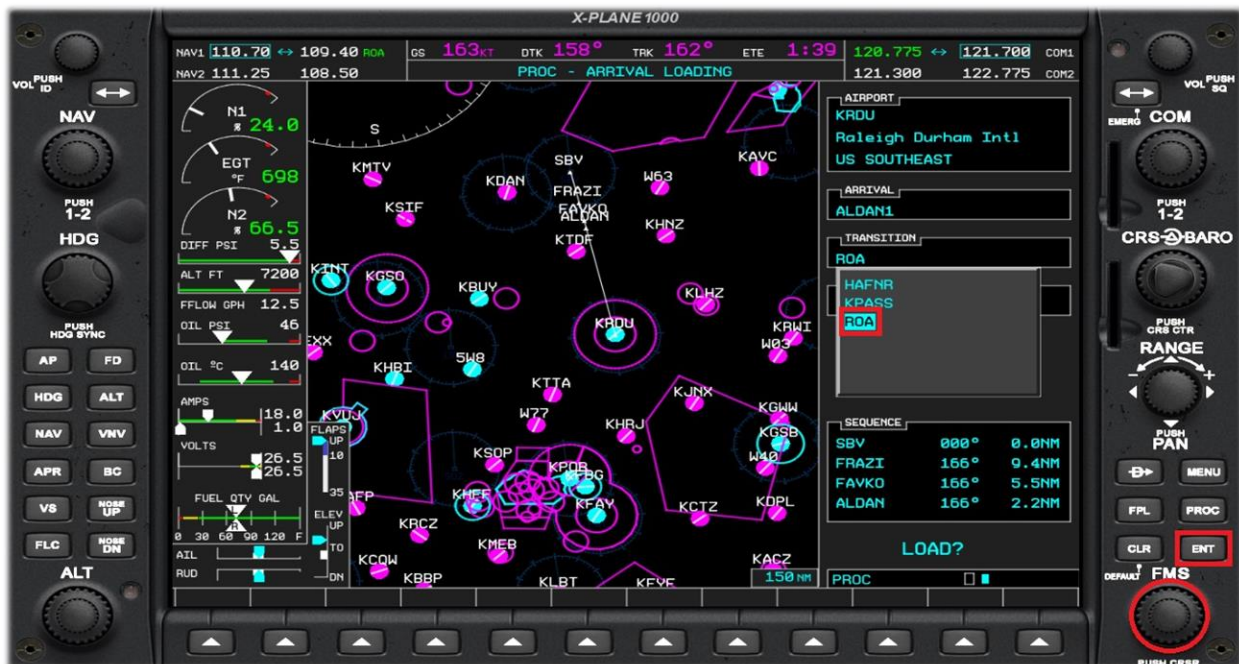 X-PLANE 1000
NAV1 110.70 ↔ 109.40 ROA
NAV2 111.25 108.50
GS 163KT DTK 158° TRK 162° ETE 1:39
PROC - ARRIVAL LOADING
120.775 ↔ 121.700 COM1
121.300 122.775 COM2
VOL PUSH ID
NAV
PUSH 1-2
HDG
PUSH HDG SYNC
AP FD
HDG ALT
NAV VNV
APR BC
VS NOSE UP
FLC NOSE DN
ALT
N1 % 24.0
EGT °F 698
N2 % 66.5
DIFF PSI 5.5
ALT FT 7200
FFLOW GPH 12.5
OIL PSI 46
OIL °C 140
AMPS
18.0
1.0
VOLTS
26.5
26.5
FUEL QTY GAL
L
R
0 30 60 90 120 F
AIL
RUD
FLAPS
UP
10
35
ELEV
UP
TO
DN
S
KMTV
KDAN
SBV
W63
KAVC
FRAZI
KSIF
FAVKO
ALDAN
KHNZ
KTDF
KINT
KGSO
KBUY
KLHZ
KRDU
KRWI
W03
KHBI
5W8
KTTA
KJNX
W77
KGWW
KHRJ
KGSB
KVUJ
KSOP
W40
KHFF
KFAY
KCTZ
KDPL
KRCZ
KMEB
KCQW
KACZ
KBBP
KLBT
150 NM
AIRPORT
KRDU
Raleigh Durham Intl
US SOUTHEAST
ARRIVAL
ALDAN1
TRANSITION
ROA
HAFNR
KPASS
ROA
SEQUENCE
SBV 000° 0.0NM
FRAZI 166° 9.4NM
FAVKO 166° 5.5NM
ALDAN 166° 2.2NM
LOAD?
PROC
VOL PUSH SQ
EMERG COM
PUSH 1-2
CRS BARO
PUSH CRS CTR
RANGE
- +
PUSH PAN
D MENU
FPL PROC
CLR ENT
DEFAULT FMS
PUSH CRSR